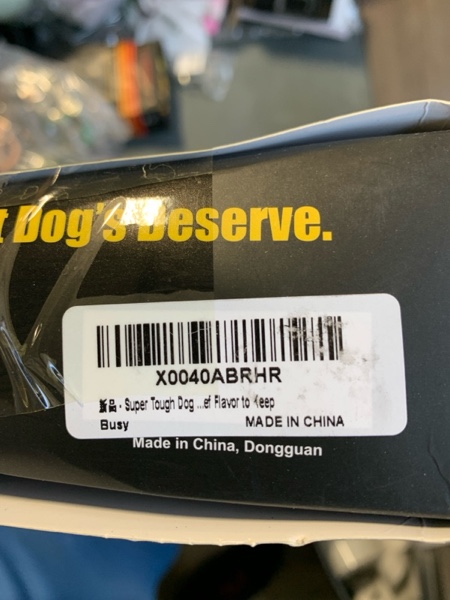 t Dog's Deserve.
X0040ABRHR
新品 - Super Tough Dog ...ef Flavor to Keep
Busy
MADE IN CHINA
Made in China, Dongguan